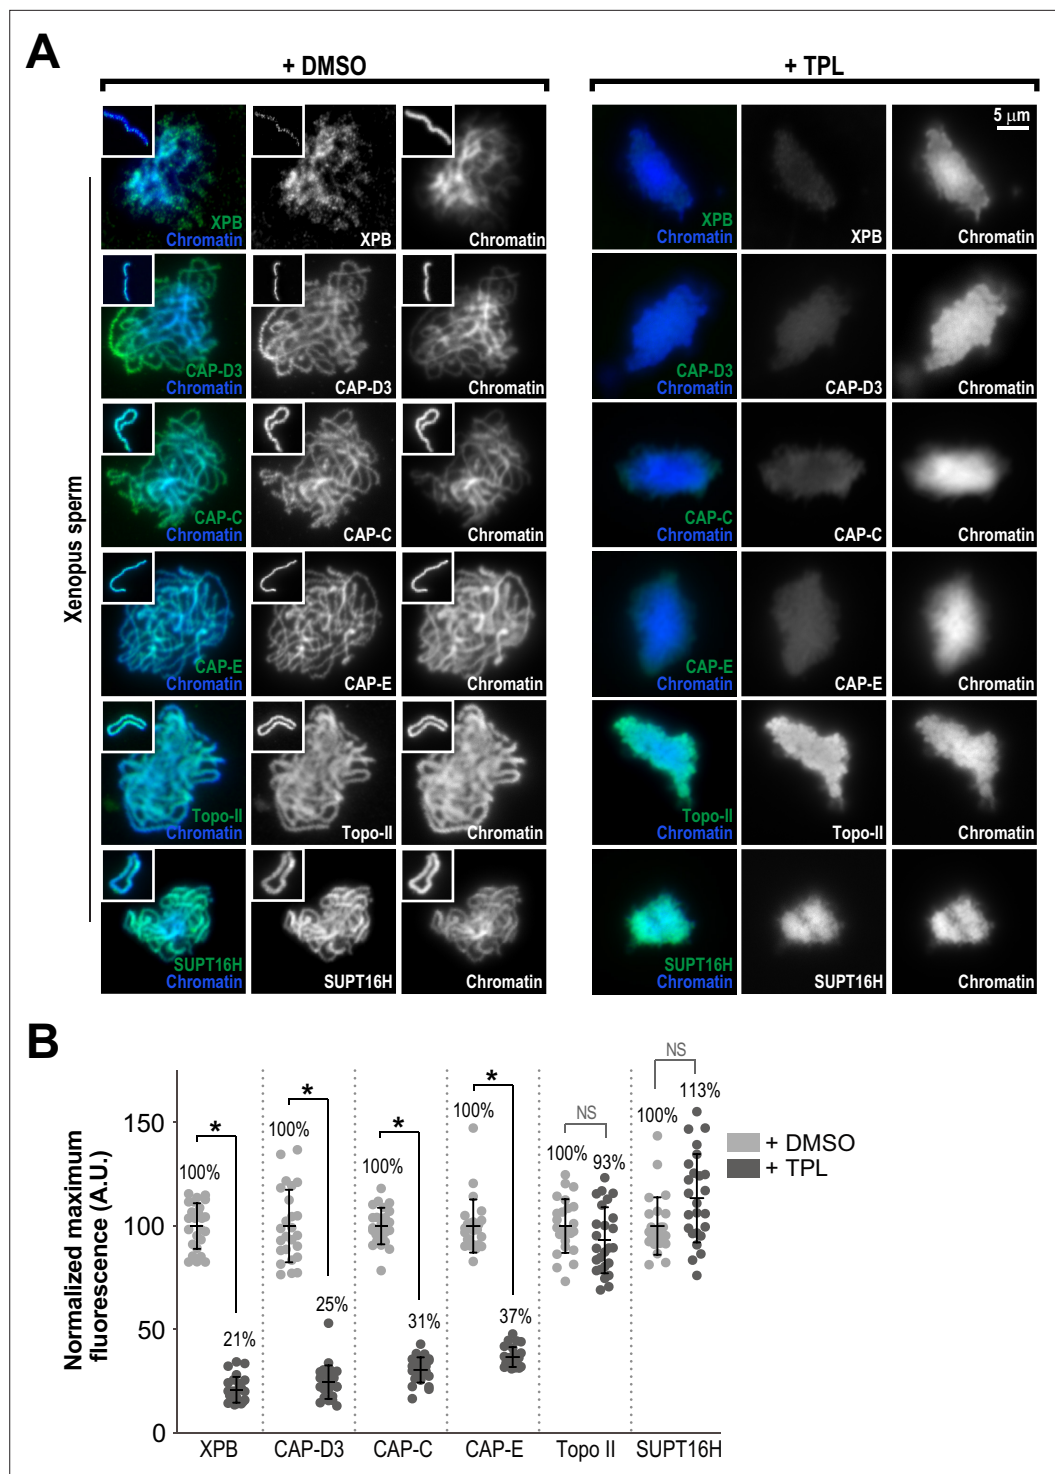 A
+ DMSO
+ TPL
5 μm
Xenopus sperm
XPB
Chromatin
XPB
Chromatin
XPB
Chromatin
XPB
Chromatin
CAP-D3
Chromatin
CAP-D3
Chromatin
CAP-D3
Chromatin
CAP-D3
Chromatin
CAP-C
Chromatin
CAP-C
Chromatin
CAP-C
Chromatin
CAP-C
Chromatin
CAP-E
Chromatin
CAP-E
Chromatin
CAP-E
Chromatin
CAP-E
Chromatin
Topo-II
Chromatin
Topo-II
Chromatin
Topo-II
Chromatin
Topo-II
Chromatin
SUPT16H
Chromatin
SUPT16H
Chromatin
SUPT16H
Chromatin
SUPT16H
Chromatin
B
Normalized maximum
fluorescence (A.U.)
150
100
50
0
*
100%
21%
*
100%
25%
*
100%
31%
*
100%
37%
NS
100%
93%
NS
100%
113%
+ DMSO
+ TPL
XPB
CAP-D3
CAP-C
CAP-E
Topo II
SUPT16H